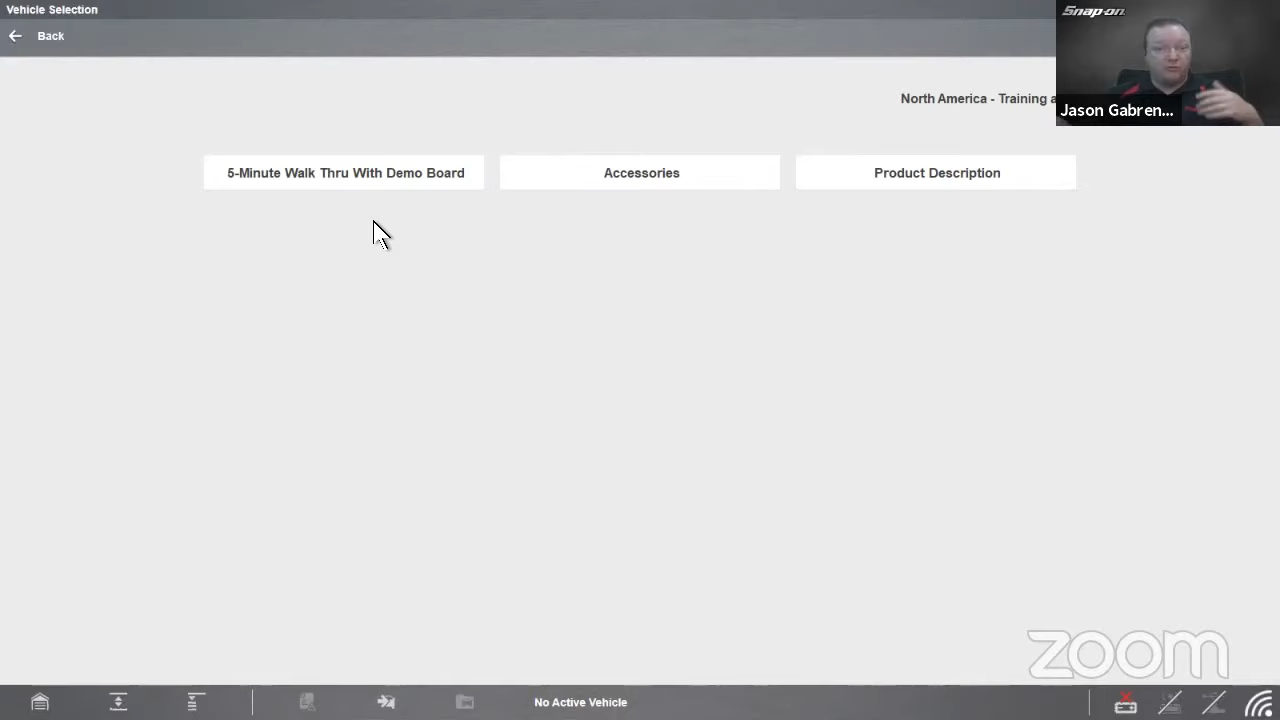 Vehicle Selection
Back
Snap-on
Jason Gabren...
North America - Training
5-Minute Walk Thru With Demo Board
Accessories
Product Description
zoom
No Active Vehicle